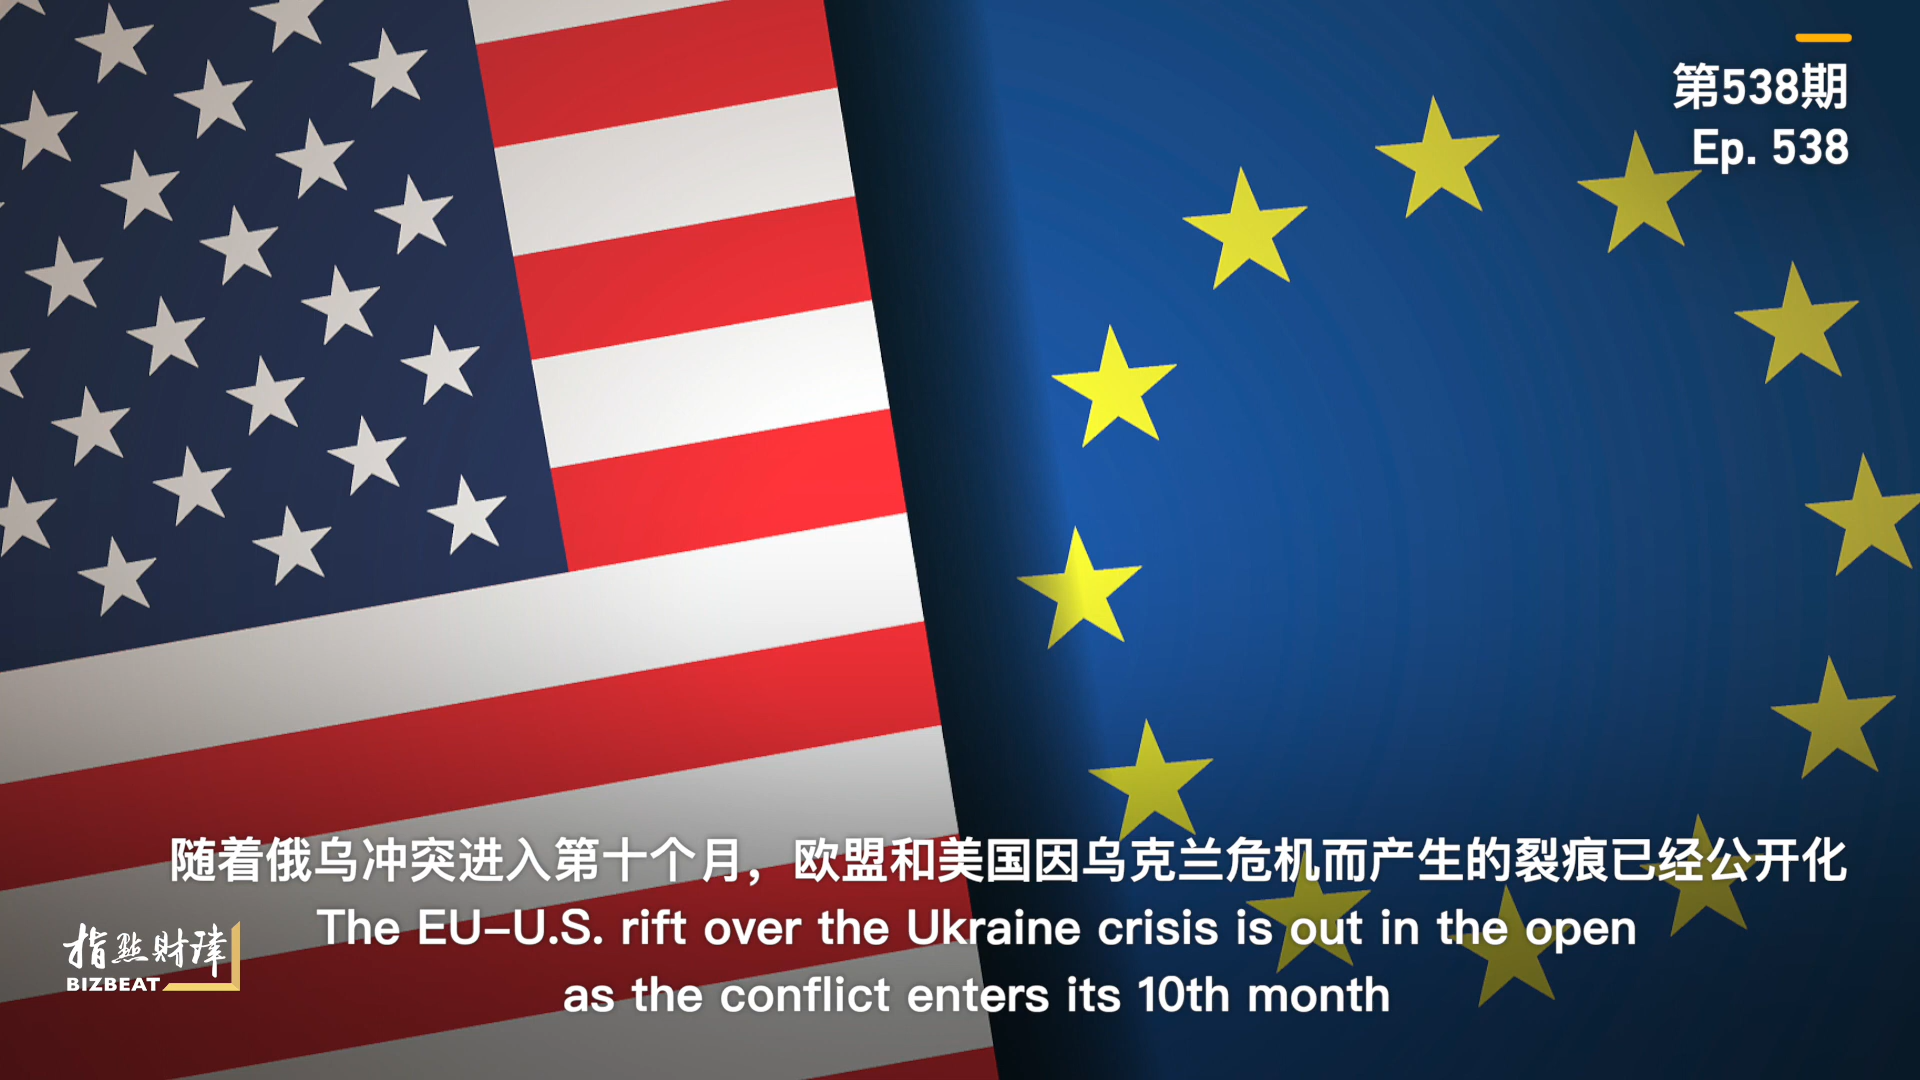 第538期
Ep. 538
随着俄乌冲突进入第十个月，欧盟和美国因乌克兰危机而产生的裂痕已经公开化
The EU–U.S. rift over the Ukraine crisis is out in the open
as the conflict enters its 10th month
指點財瑋
BIZBEAT